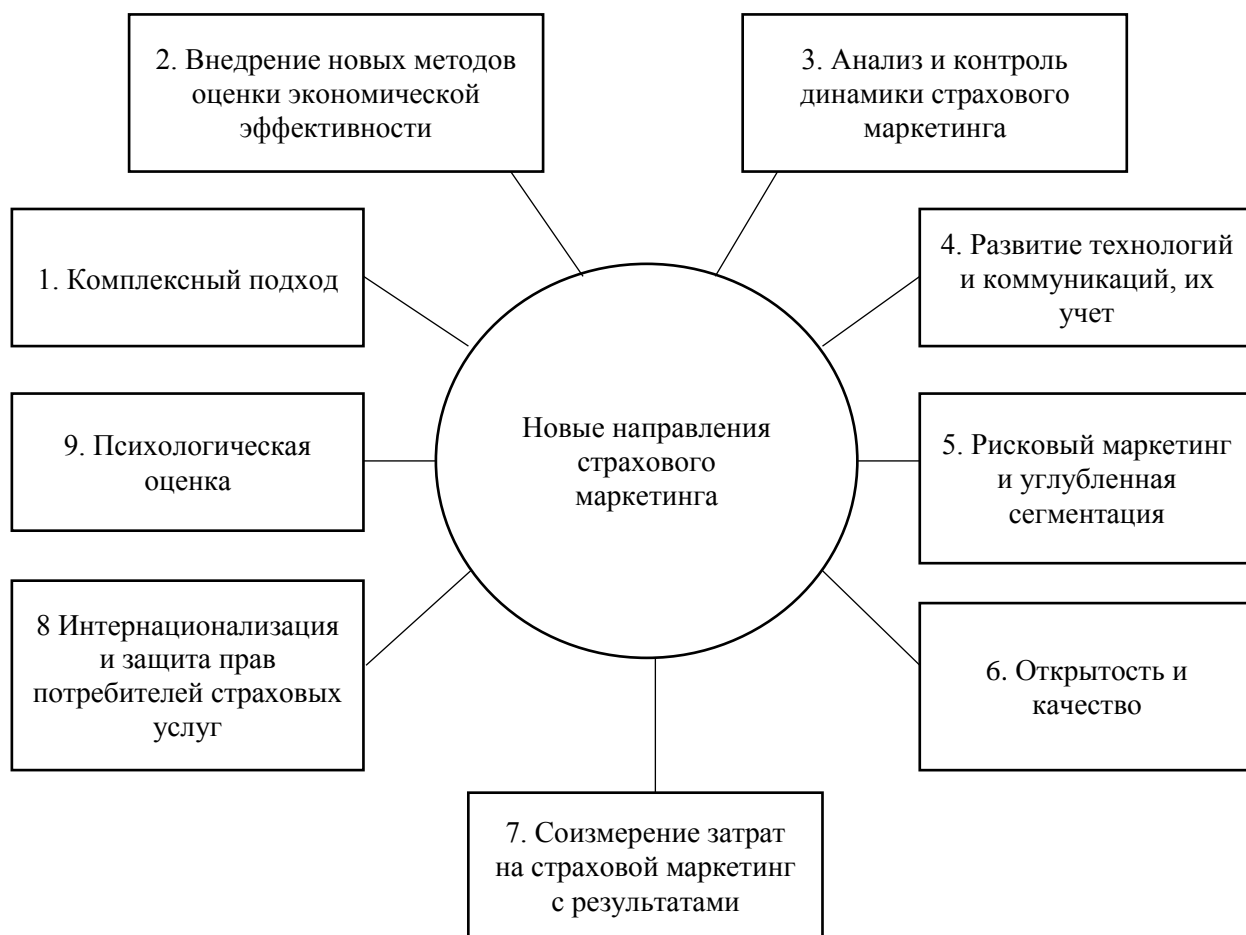 2. Внедрение новых методов
оценки экономической
эффективности
3. Анализ и контроль
динамики страхового
маркетинга
1. Комплексный подход
4. Развитие технологий
и коммуникаций, их
учет
Новые направления
страхового
маркетинга
9. Психологическая
оценка
5. Рисковый маркетинг
и углубленная
сегментация
8 Интернационализация
и защита прав
потребителей страховых
услуг
6. Открытость и
качество
7. Соизмерение затрат
на страховой маркетинг
с результатами